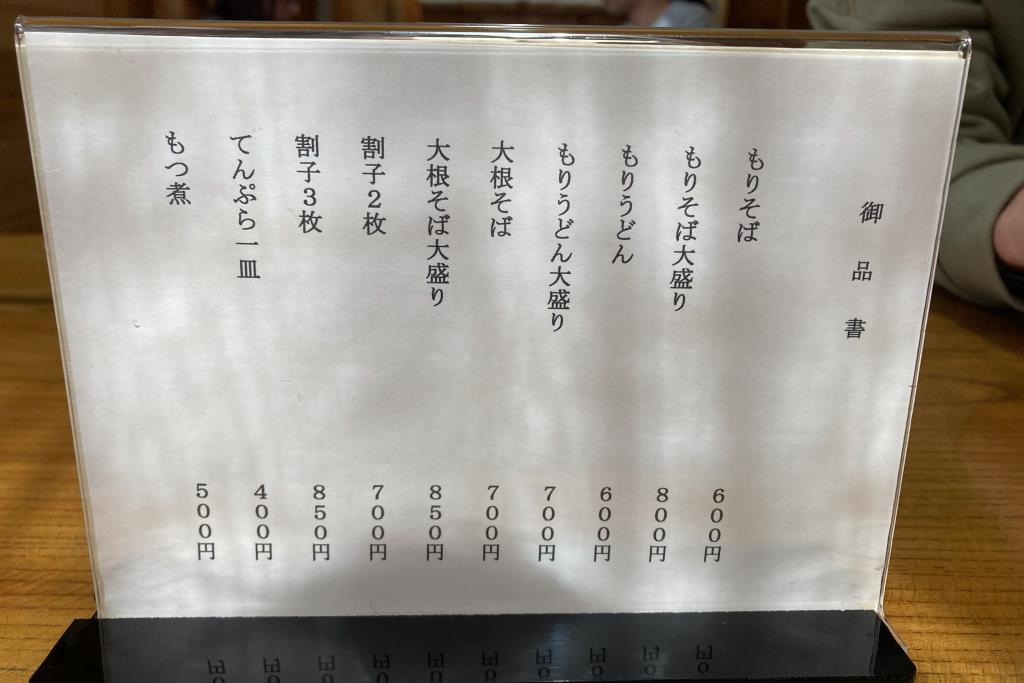 御品書
もりそば 600円
もりそば大盛り 800円
もりうどん 600円
もりうどん大盛り 700円
大根そば 700円
大根そば大盛り 850円
割子2枚 700円
割子3枚 850円
てんぷら一皿 400円
もつ煮 500円